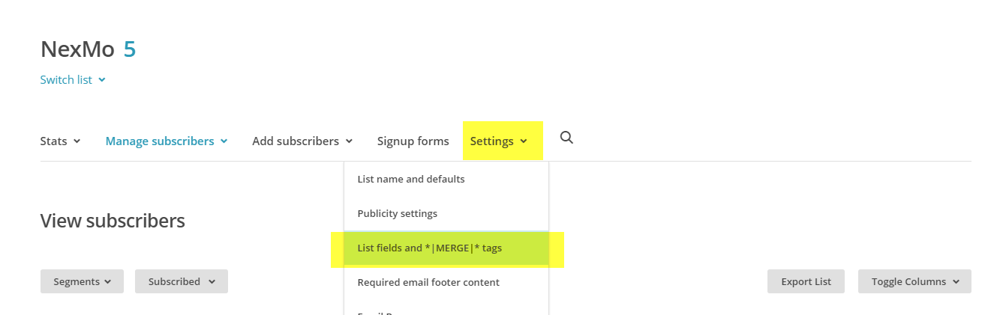 NexMo 5
Switch list
Stats Manage subscribers Add subscribers Signup forms Settings
List name and defaults
Publicity settings
View subscribers
List fields and *|MERGE|* tags
Segments Subscribed Export List Toggle Columns
Required email footer content